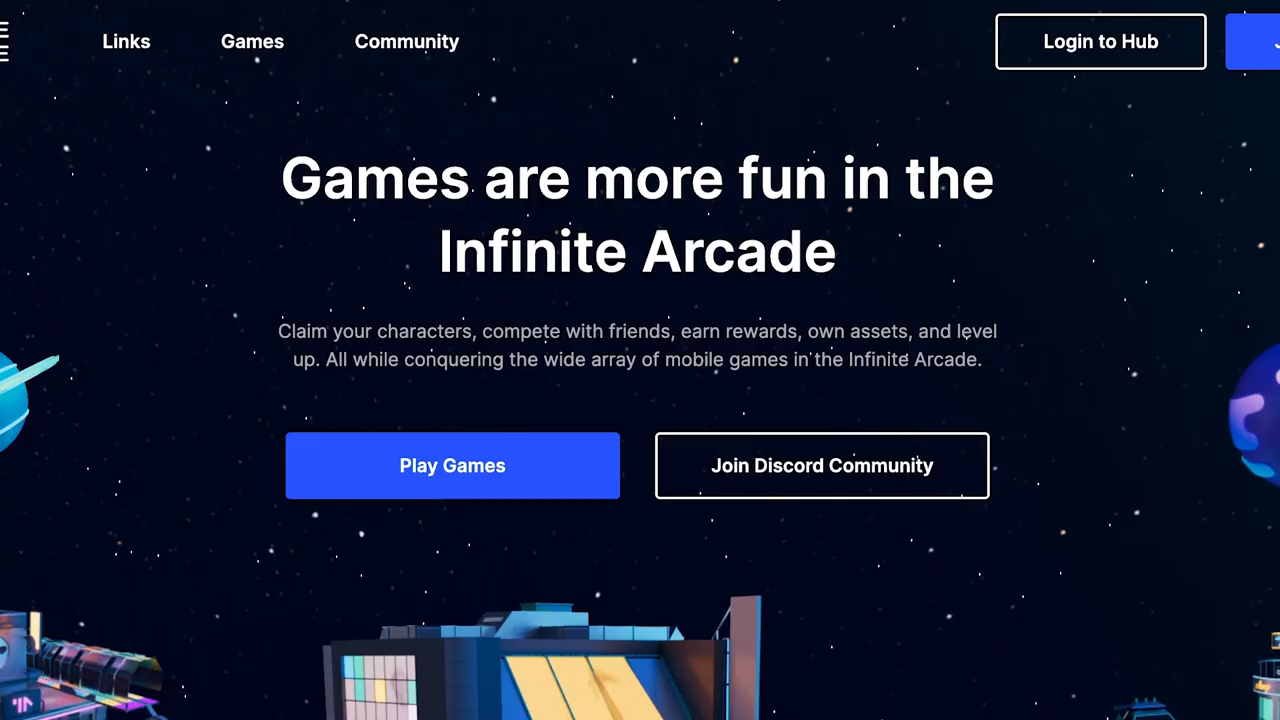 Links Games Community Login to Hub
Games are more fun in the
Infinite Arcade
Claim your characters, compete with friends, earn rewards, own assets, and level
up. All while conquering the wide array of mobile games in the Infinite Arcade.
Play Games Join Discord Community